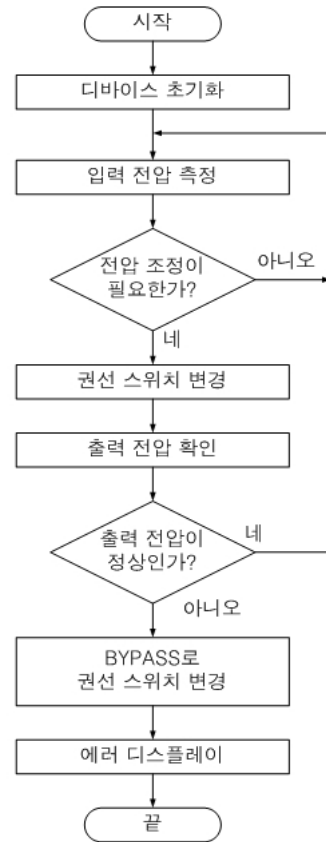 시작
디바이스 초기화
입력 전압 측정
전압 조정이
필요한가?
아니오
네
권선 스위치 변경
출력 전압 확인
출력 전압이
정상인가?
네
아니오
BYPASS로
권선 스위치 변경
에러 디스플레이
끝